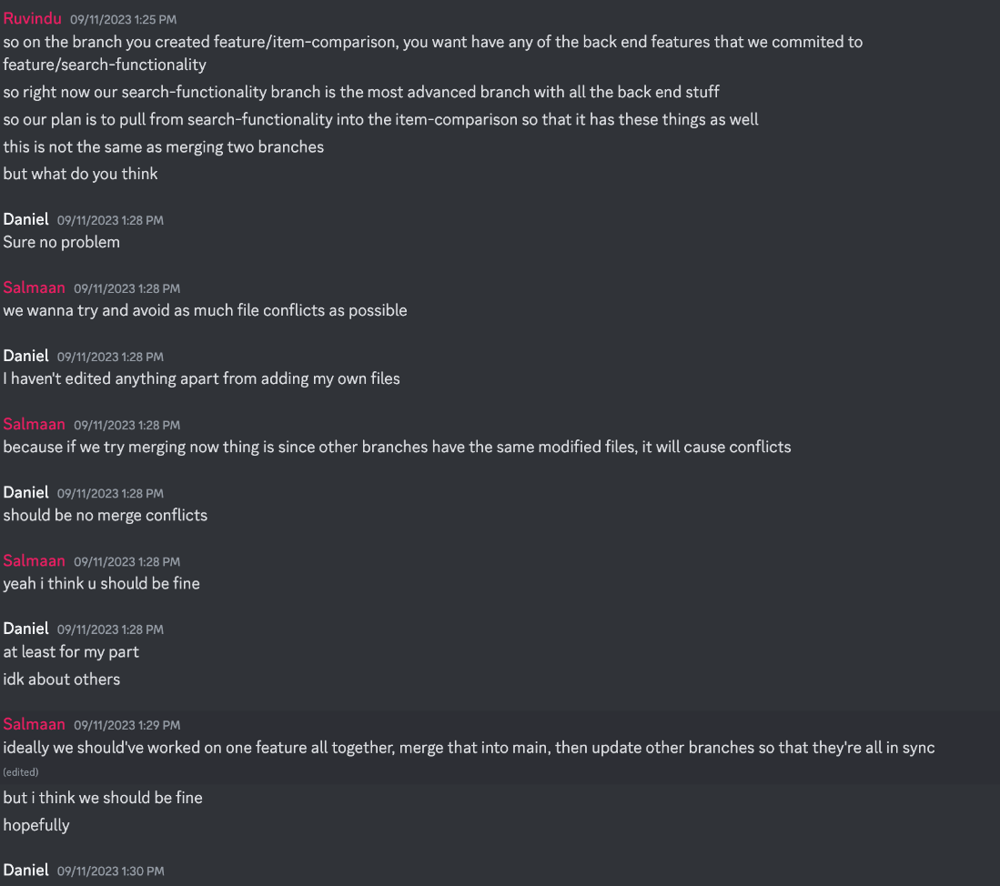 Ruvindu 09/11/2023 1:25 PM
so on the branch you created feature/item-comparison, you want have any of the back end features that we commited to
feature/search-functionality
so right now our search-functionality branch is the most advanced branch with all the back end stuff
so our plan is to pull from search-functionality into the item-comparison so that it has these things as well
this is not the same as merging two branches
but what do you think
Daniel 09/11/2023 1:28 PM
Sure no problem
Salmaan 09/11/2023 1:28 PM
we wanna try and avoid as much file conflicts as possible
Daniel 09/11/2023 1:28 PM
I haven't edited anything apart from adding my own files
Salmaan 09/11/2023 1:28 PM
because if we try merging now thing is since other branches have the same modified files, it will cause conflicts
Daniel 09/11/2023 1:28 PM
should be no merge conflicts
Salmaan 09/11/2023 1:28 PM
yeah i think u should be fine
Daniel 09/11/2023 1:28 PM
at least for my part
idk about others
Salmaan 09/11/2023 1:29 PM
ideally we should've worked on one feature all together, merge that into main, then update other branches so that they're all in sync
(edited)
but i think we should be fine
hopefully
Daniel 09/11/2023 1:30 PM